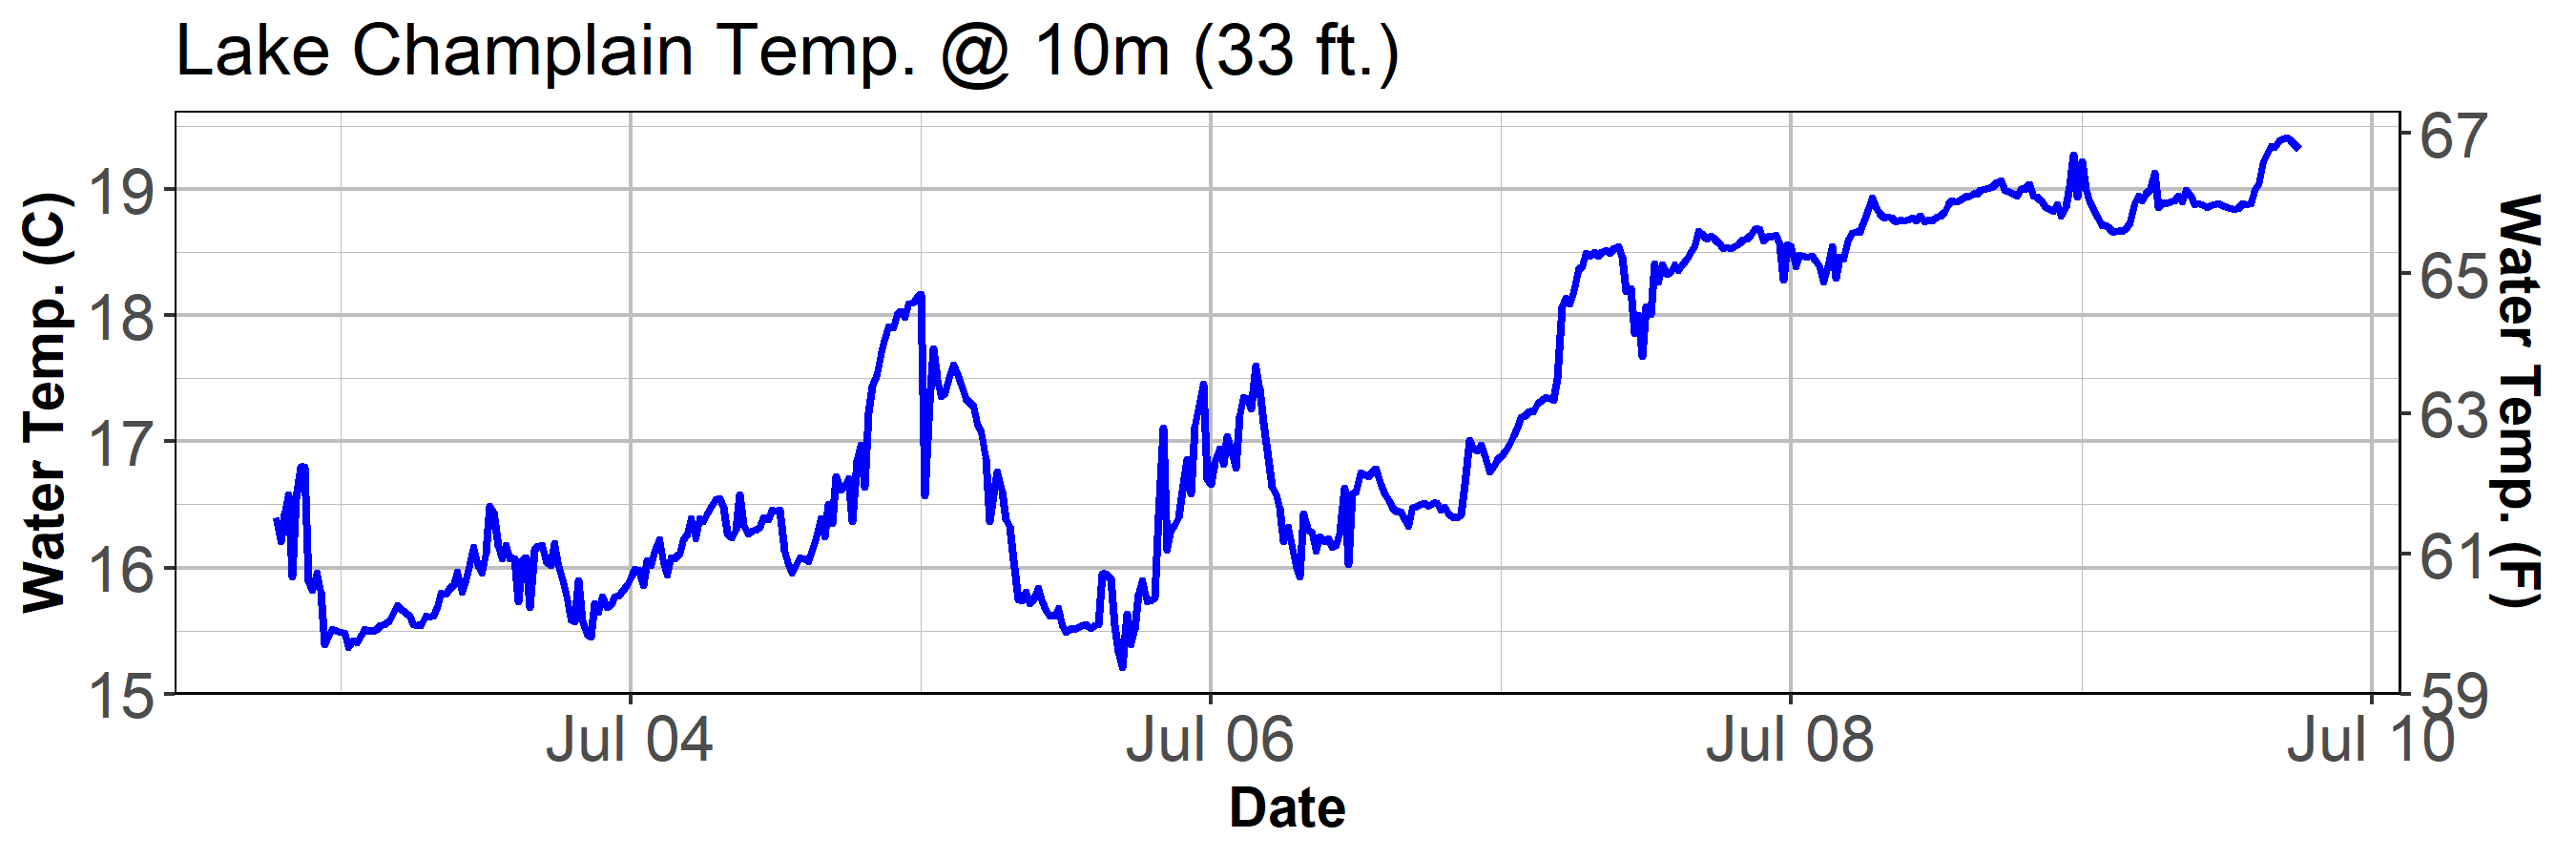 Lake Champlain Temp. @ 10m (33 ft.)
Water Temp. (C)
19
18
17
16
15
67
65
63
61
59
Water Temp. (F)
Jul 04
Jul 06
Jul 08
Jul 10
Date